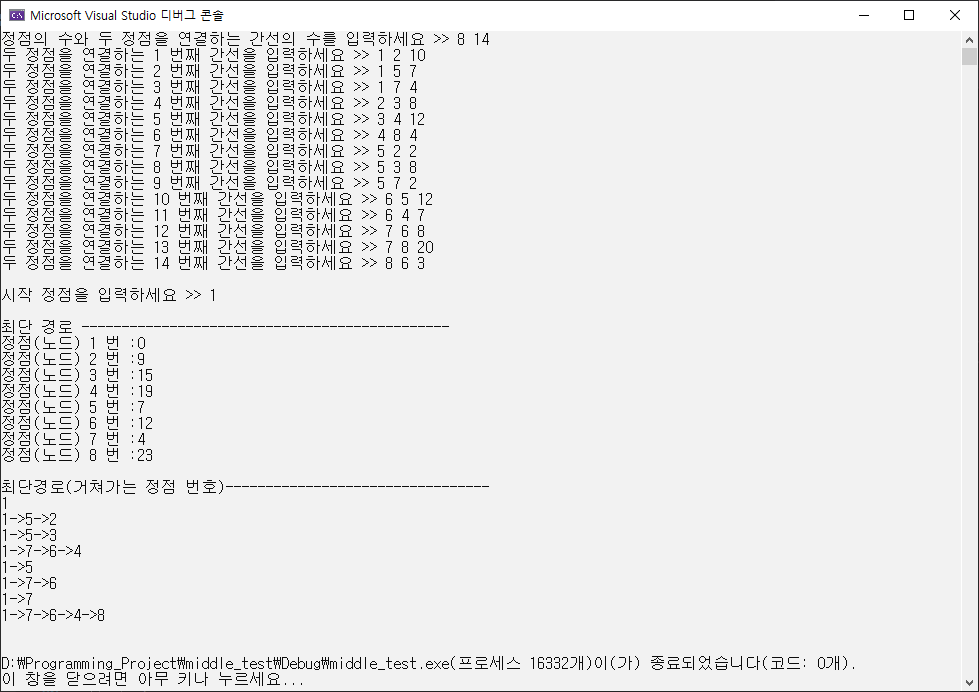 Microsoft Visual Studio 디버그 콘솔
정점의 수와 두 정점을 연결하는 간선의 수를 입력하세요 >> 8 14
두 정점을 연결하는 1 번째 간선을 입력하세요 >> 1 2 10
두 정점을 연결하는 2 번째 간선을 입력하세요 >> 1 5 7
두 정점을 연결하는 3 번째 간선을 입력하세요 >> 1 7 4
두 정점을 연결하는 4 번째 간선을 입력하세요 >> 2 3 8
두 정점을 연결하는 5 번째 간선을 입력하세요 >> 3 4 12
두 정점을 연결하는 6 번째 간선을 입력하세요 >> 4 8 4
두 정점을 연결하는 7 번째 간선을 입력하세요 >> 5 2 2
두 정점을 연결하는 8 번째 간선을 입력하세요 >> 5 3 8
두 정점을 연결하는 9 번째 간선을 입력하세요 >> 5 7 2
두 정점을 연결하는 10 번째 간선을 입력하세요 >> 6 5 12
두 정점을 연결하는 11 번째 간선을 입력하세요 >> 6 4 7
두 정점을 연결하는 12 번째 간선을 입력하세요 >> 7 6 8
두 정점을 연결하는 13 번째 간선을 입력하세요 >> 7 8 20
두 정점을 연결하는 14 번째 간선을 입력하세요 >> 8 6 3
시작 정점을 입력하세요 >> 1
최단 경로 ----------------------------------------------
정점(노드) 1 번 :0
정점(노드) 2 번 :9
정점(노드) 3 번 :15
정점(노드) 4 번 :19
정점(노드) 5 번 :7
정점(노드) 6 번 :12
정점(노드) 7 번 :4
정점(노드) 8 번 :23
최단경로(거쳐가는 정점 번호)---------------------------------
1
1->5->2
1->5->3
1->7->6->4
1->5
1->7->6
1->7
1->7->6->4->8
D:₩Programming_Project₩middle_test₩Debug₩middle_test.exe(프로세스 16332개)이(가) 종료되었습니다(코드: 0개).
이 창을 닫으려면 아무 키나 누르세요...